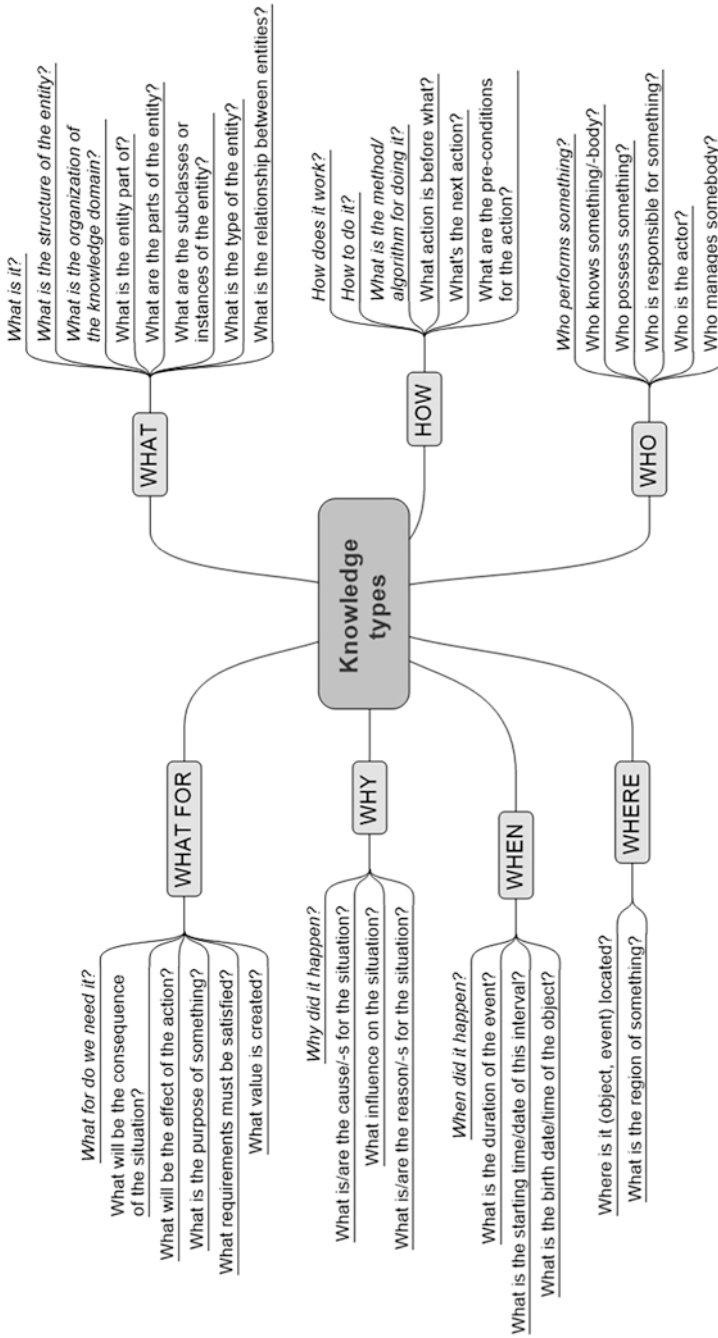 Knowledge
types
WHAT
What is it?
What is the structure of the entity?
What is the organization of
the knowledge domain?
What is the entity part of?
What are the parts of the entity?
What are the subclasses or
instances of the entity?
What is the type of the entity?
What is the relationship between entities?
HOW
How does it work?
How to do it?
What is the method/
algorithm for doing it?
What action is before what?
What's the next action?
What are the pre-conditions
for the action?
WHO
Who performs something?
Who knows something/-body?
Who possess something?
Who is responsible for something?
Who is the actor?
Who manages somebody?
WHAT FOR
What for do we need it?
What will be the consequence
of the situation?
What will be the effect of the action?
What is the purpose of something?
What requirements must be satisfied?
What value is created?
WHY
Why did it happen?
What is/are the cause/-s for the situation?
What influence on the situation?
What is/are the reason/-s for the situation?
WHEN
When did it happen?
What is the duration of the event?
What is the starting time/date of this interval?
What is the birth date/time of the object?
WHERE
Where is it (object, event) located?
What is the region of something?